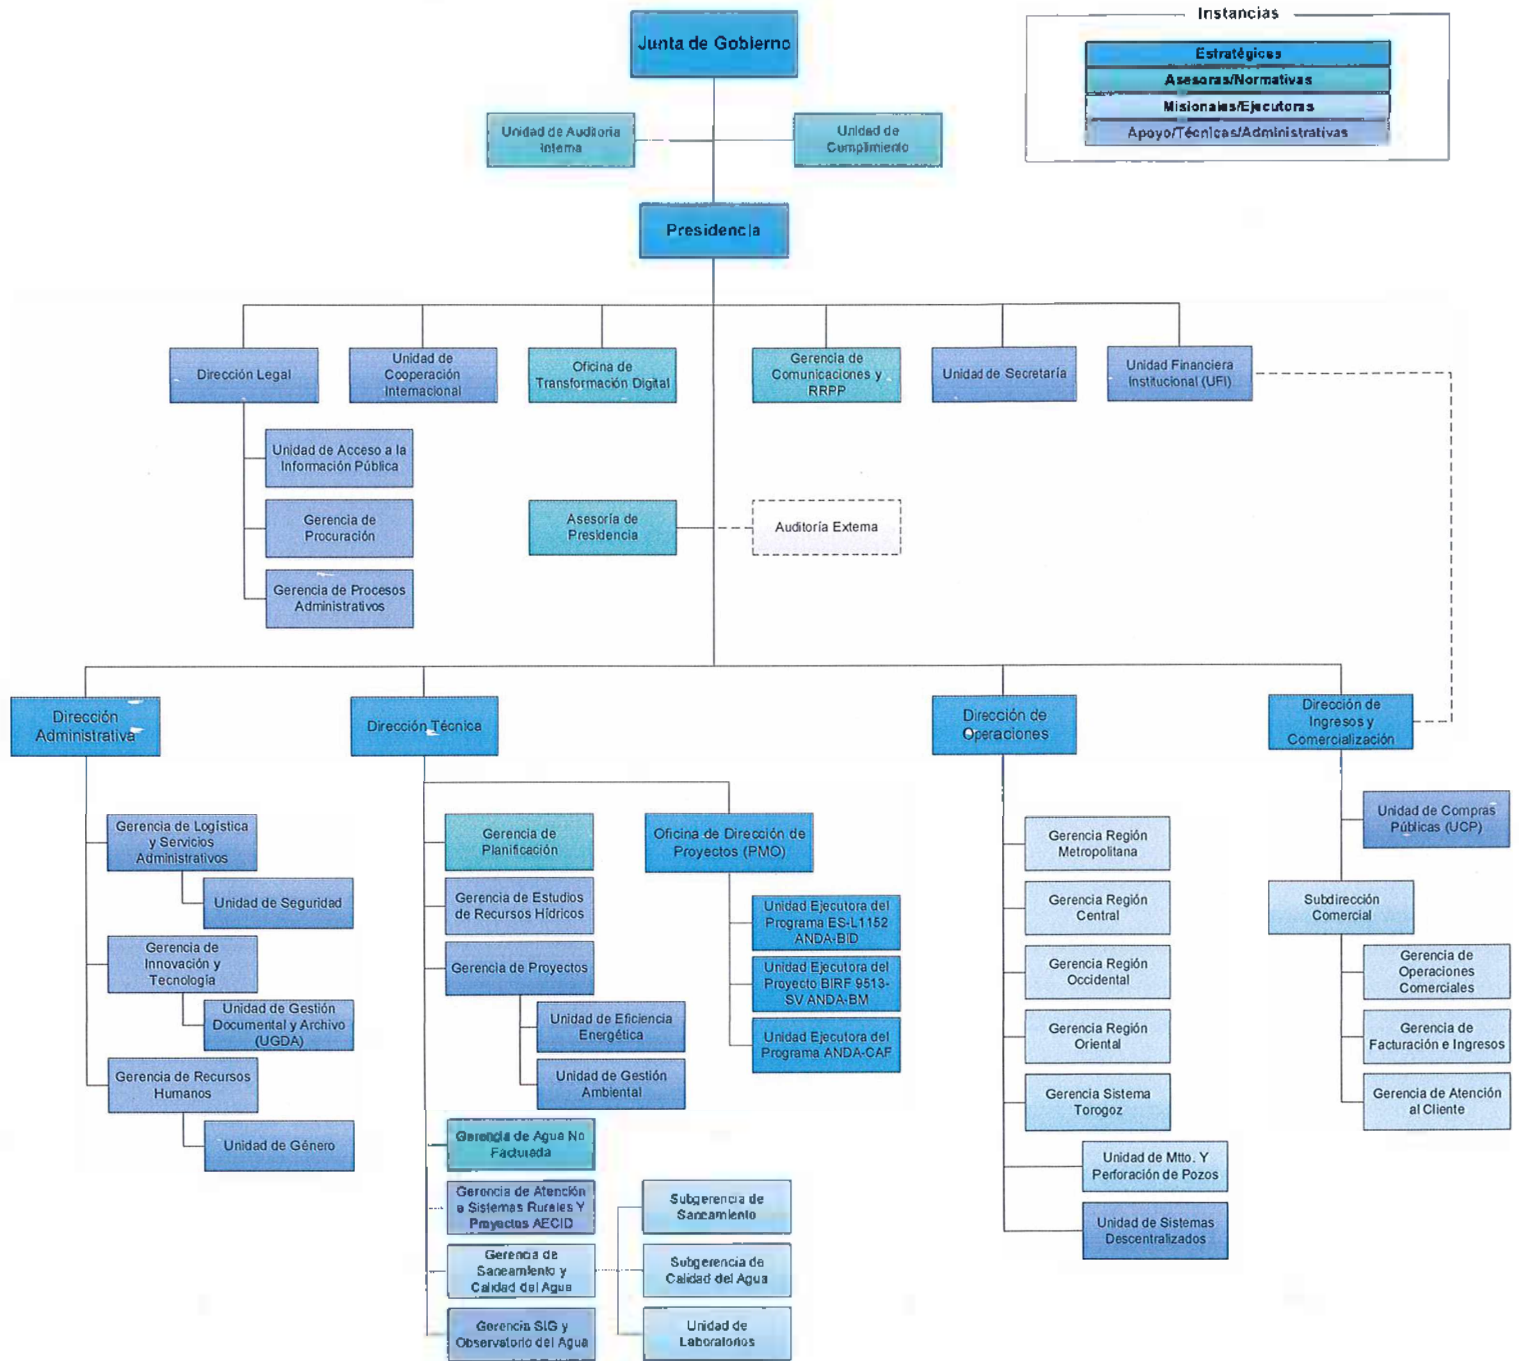 Instancias
Estratégicas
Asesoras/Normativas
Misionales/Ejecutoras
Apoyo/Técnicas/Administrativas
Junta de Gobierno
Unidad de Auditoría
Interna
Unidad de
Cumplimiento
Presidencia
Dirección Legal
Unidad de
Cooperación
Internacional
Oficina de
Transformación Digital
Gerencia de
Comunicaciones y
RRPP
Unidad de Secretaría
Unidad Financiera
Institucional (UFI)
Unidad de Acceso a la
Información Pública
Gerencia de
Procuración
Gerencia de Procesos
Administrativos
Asesoría de
Presidencia
Auditoría Externa
Dirección
Administrativa
Dirección Técnica
Dirección de
Operaciones
Dirección de
Ingresos y
Comercialización
Gerencia de Logística
y Servicios
Administrativos
Unidad de Seguridad
Gerencia de
Innovación y
Tecnología
Unidad de Gestión
Documental y Archivo
(UGDA)
Gerencia de Recursos
Humanos
Unidad de Género
Gerencia de
Planificación
Gerencia de Estudios
de Recursos Hídricos
Gerencia de Proyectos
Unidad de Eficiencia
Energética
Unidad de Gestión
Ambiental
Gerencia de Agua No
Facturada
Gerencia de Atención
a Sistemas Rurales Y
Proyectos AECID
Gerencia de
Saneamiento y
Calidad del Agua
Gerencia SIG y
Observatorio del Agua
Subgerencia de
Saneamiento
Subgerencia de
Calidad del Agua
Unidad de
Laboratorios
Oficina de Dirección de
Proyectos (PMO)
Unidad Ejecutora del
Programa ES-L1152
ANDA-BID
Unidad Ejecutora del
Proyecto BIRF 9513-
SV ANDA-BM
Unidad Ejecutora del
Programa ANDA-CAF
Gerencia Región
Metropolitana
Gerencia Región
Central
Gerencia Región
Occidental
Gerencia Región
Oriental
Gerencia Sistema
Torogoz
Unidad de Mtto. Y
Perforación de Pozos
Unidad de Sistemas
Descentralizados
Unidad de Compras
Públicas (UCP)
Subdirección
Comercial
Gerencia de
Operaciones
Comerciales
Gerencia de
Facturación e Ingresos
Gerencia de Atención
al Cliente